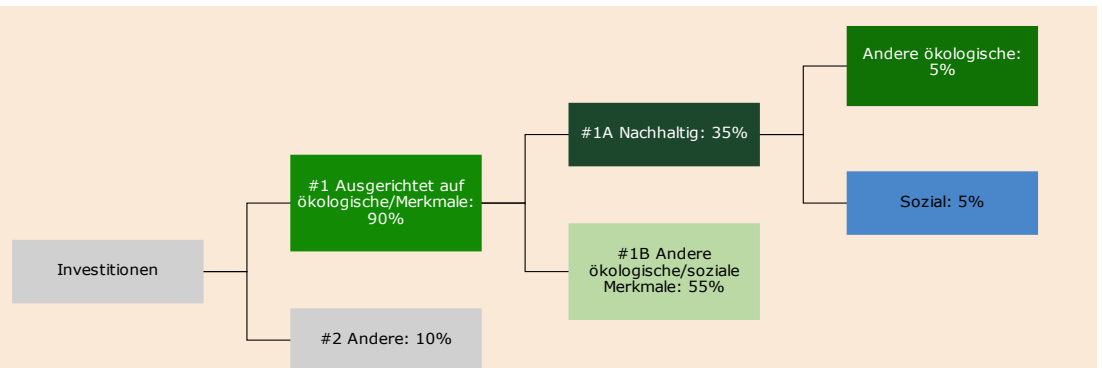 Investitionen
#1 Ausgerichtet auf
ökologische/Merkmale:
90%
#2 Andere: 10%
#1A Nachhaltig: 35%
#1B Andere
ökologische/soziale
Merkmale: 55%
Andere ökologische:
5%
Sozial: 5%